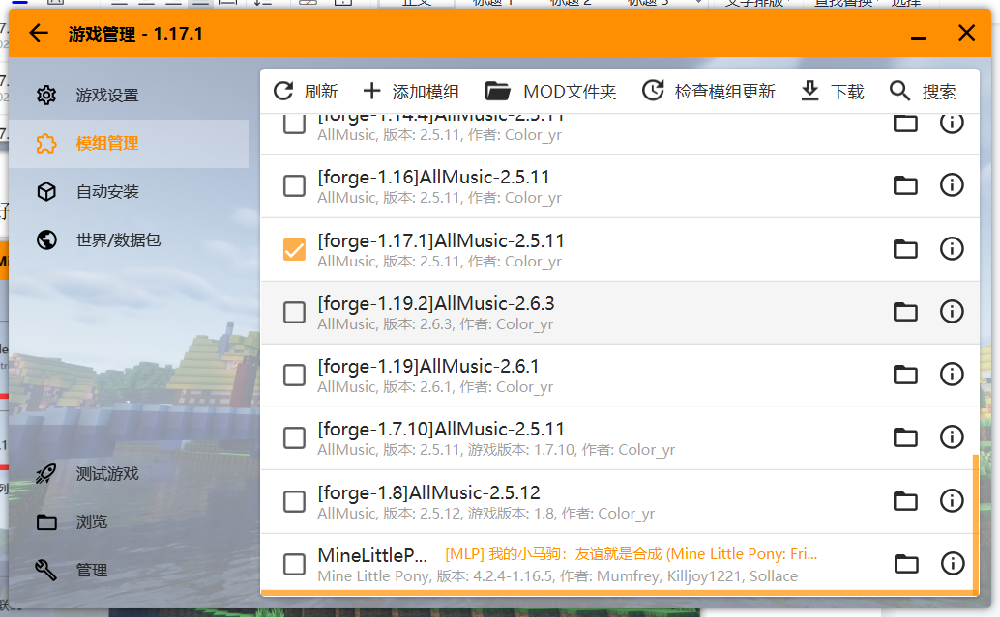 游戏管理 - 1.17.1
游戏设置
模组管理
自动安装
世界/数据包
测试游戏
浏览
管理
刷新 添加模组 MOD文件夹 检查模组更新 下载 搜索
[forge-1.14.4]AllMusic-2.5.11
AllMusic, 版本: 2.5.11, 作者: Color_yr
[forge-1.16]AllMusic-2.5.11
AllMusic, 版本: 2.5.11, 作者: Color_yr
[forge-1.17.1]AllMusic-2.5.11
AllMusic, 版本: 2.5.11, 作者: Color_yr
[forge-1.19.2]AllMusic-2.6.3
AllMusic, 版本: 2.6.3, 作者: Color_yr
[forge-1.19]AllMusic-2.6.1
AllMusic, 版本: 2.6.1, 作者: Color_yr
[forge-1.7.10]AllMusic-2.5.11
AllMusic, 版本: 2.5.11, 游戏版本: 1.7.10, 作者: Color_yr
[forge-1.8]AllMusic-2.5.12
AllMusic, 版本: 2.5.12, 游戏版本: 1.8, 作者: Color_yr
MineLittleP... [MLP] 我的小马驹：友谊就是合成 (Mine Little Pony: Fri...
Mine Little Pony, 版本: 4.2.4-1.16.5, 作者: Mumfrey, Killjoy1221, Sollace